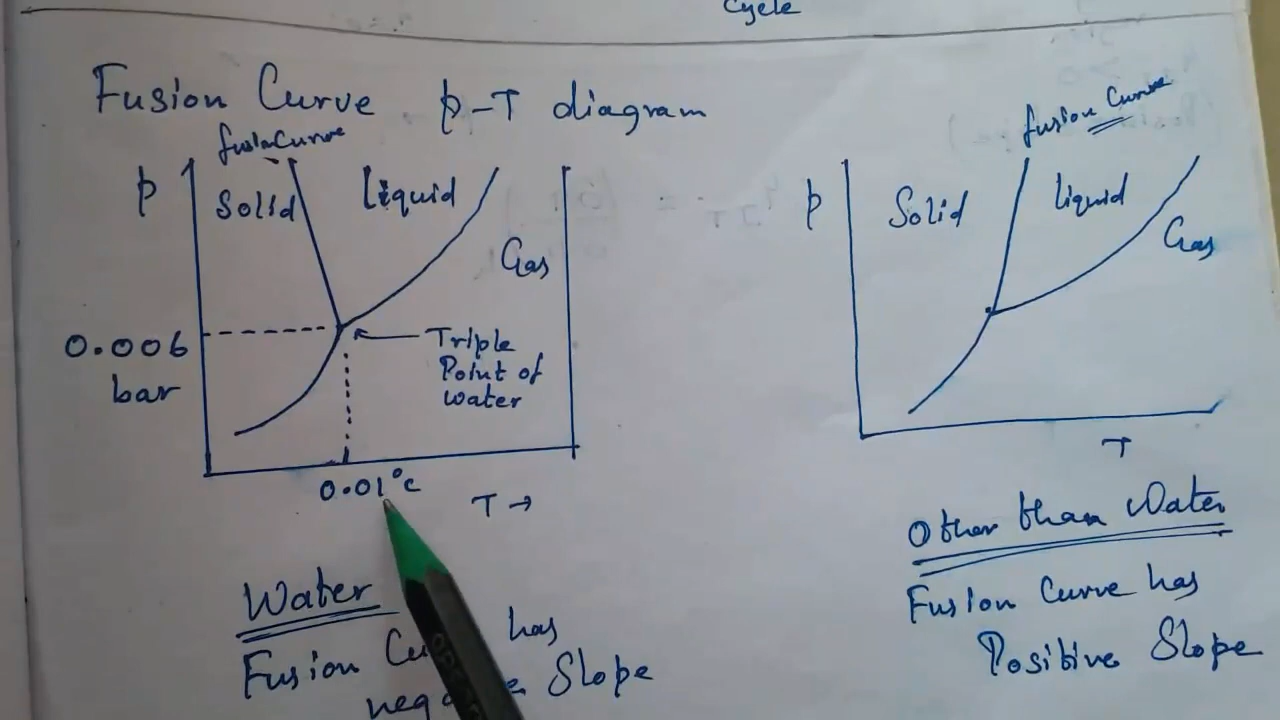 Cycle
Fusion Curve p-T diagram
fusion Curve
p
Solid
Liquid
Gas
0.006
bar
Triple
Point of
water
0.01°c
T →
Water
Fusion has
Slope
fusion Curve
p
Solid
Liquid
Gas
T
Other than Water
Fusion Curve has
Positive Slope